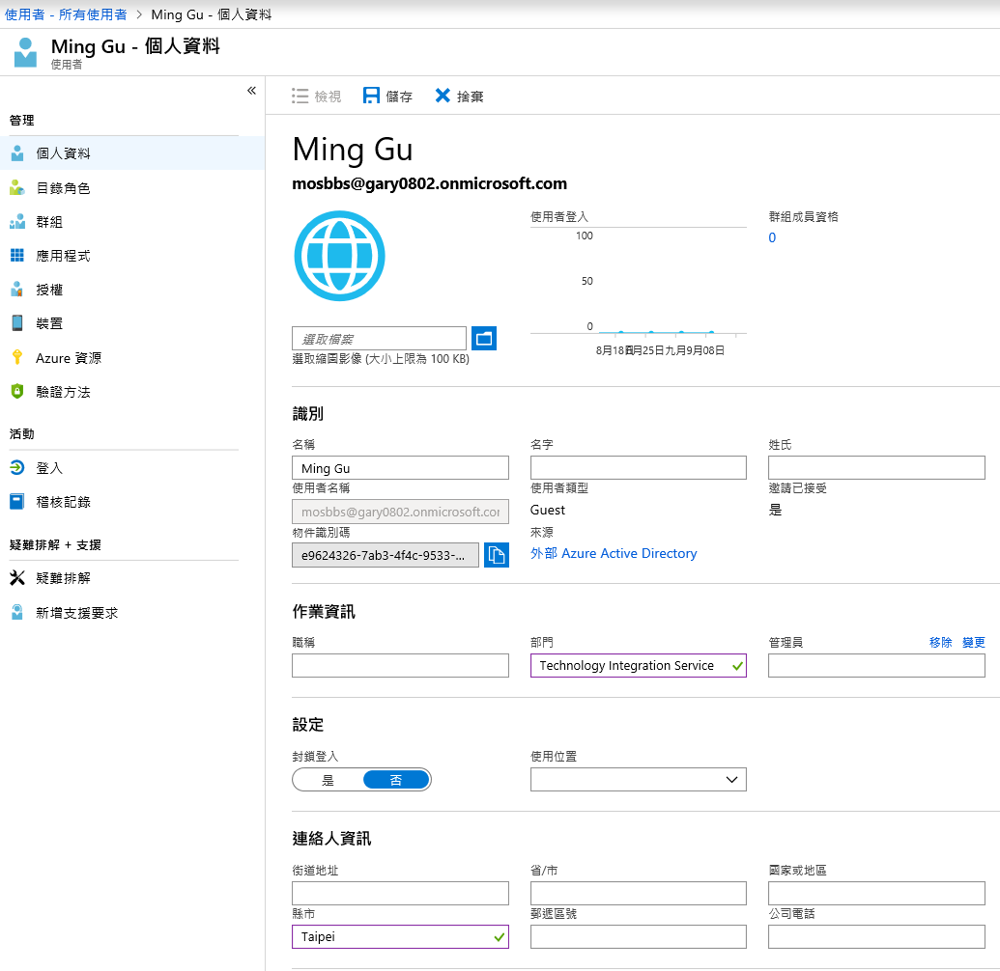 使用者 - 所有使用者 > Ming Gu - 個人資料
Ming Gu - 個人資料
使用者
«
管理
個人資料
目錄角色
群組
應用程式
授權
裝置
Azure 資源
驗證方法
活動
登入
稽核記錄
疑難排解 + 支援
疑難排解
新增支援要求
檢視 儲存 捨棄
Ming Gu
mosbbs@gary0802.onmicrosoft.com
選取檔案
選取縮圖影像 (大小上限為 100 KB)
使用者登入
100
50
0
8月18日 8月25日九月9月08日
群組成員資格
0
識別
名稱 名字 姓氏
Ming Gu
使用者名稱 使用者類型 邀請已接受
mosbbs@gary0802.onmicrosoft.com Guest 是
物件識別碼 來源
e9624326-7ab3-4f4c-9533-... 外部 Azure Active Directory
作業資訊
職稱 部門 管理員 移除 變更
Technology Integration Service
設定
封鎖登入 使用位置
是 否
連絡人資訊
街道地址 省/市 國家或地區
縣市 郵遞區號 公司電話
Taipei